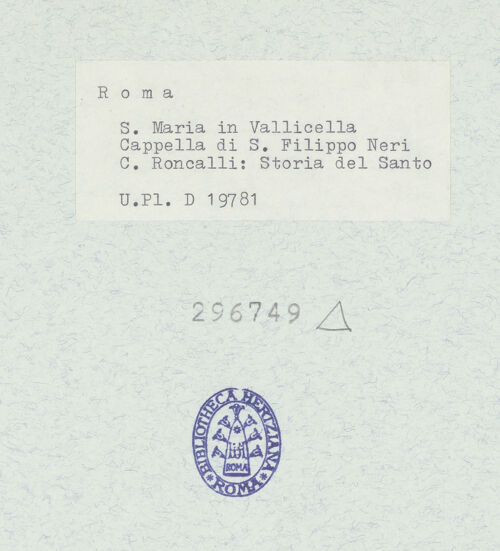 R o m a
S. Maria in Vallicella
Cappella di S. Filippo Neri
C. Roncalli: Storia del Santo
U.Pl. D 19781
296749
BIBLIOTHECA HERTZIANA
ROMA
ROMA